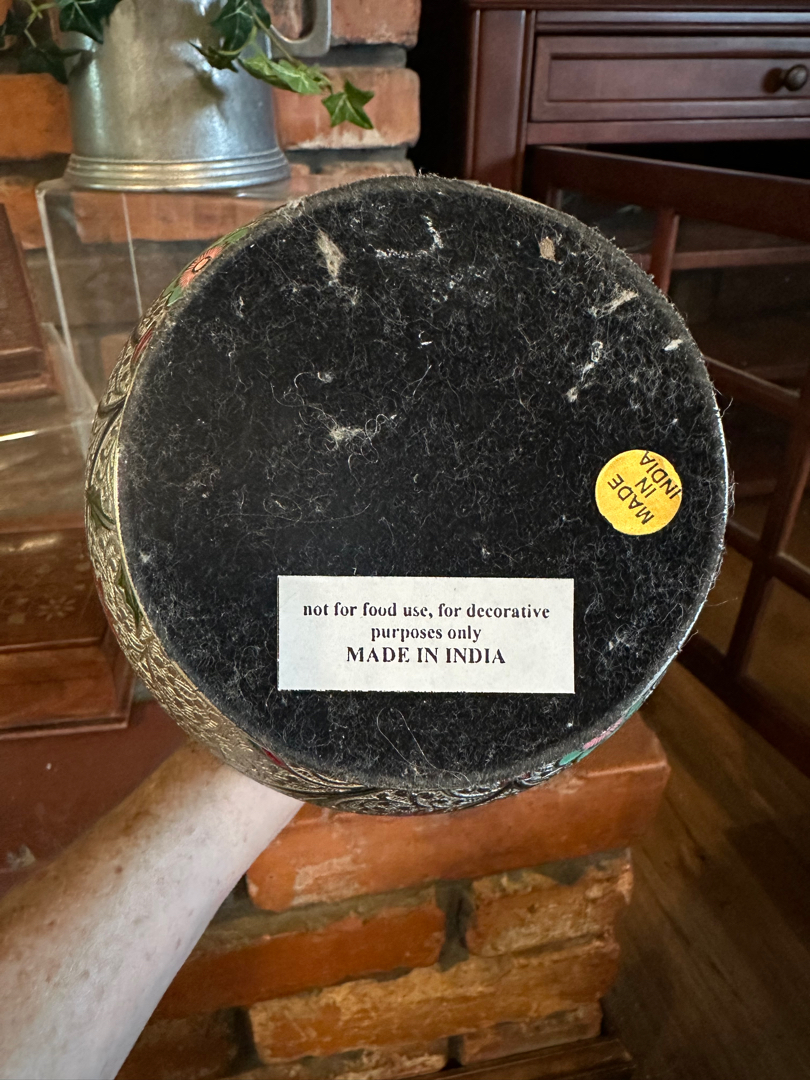 MADE
IN
INDIA
not for food use, for decorative
purposes only
MADE IN INDIA